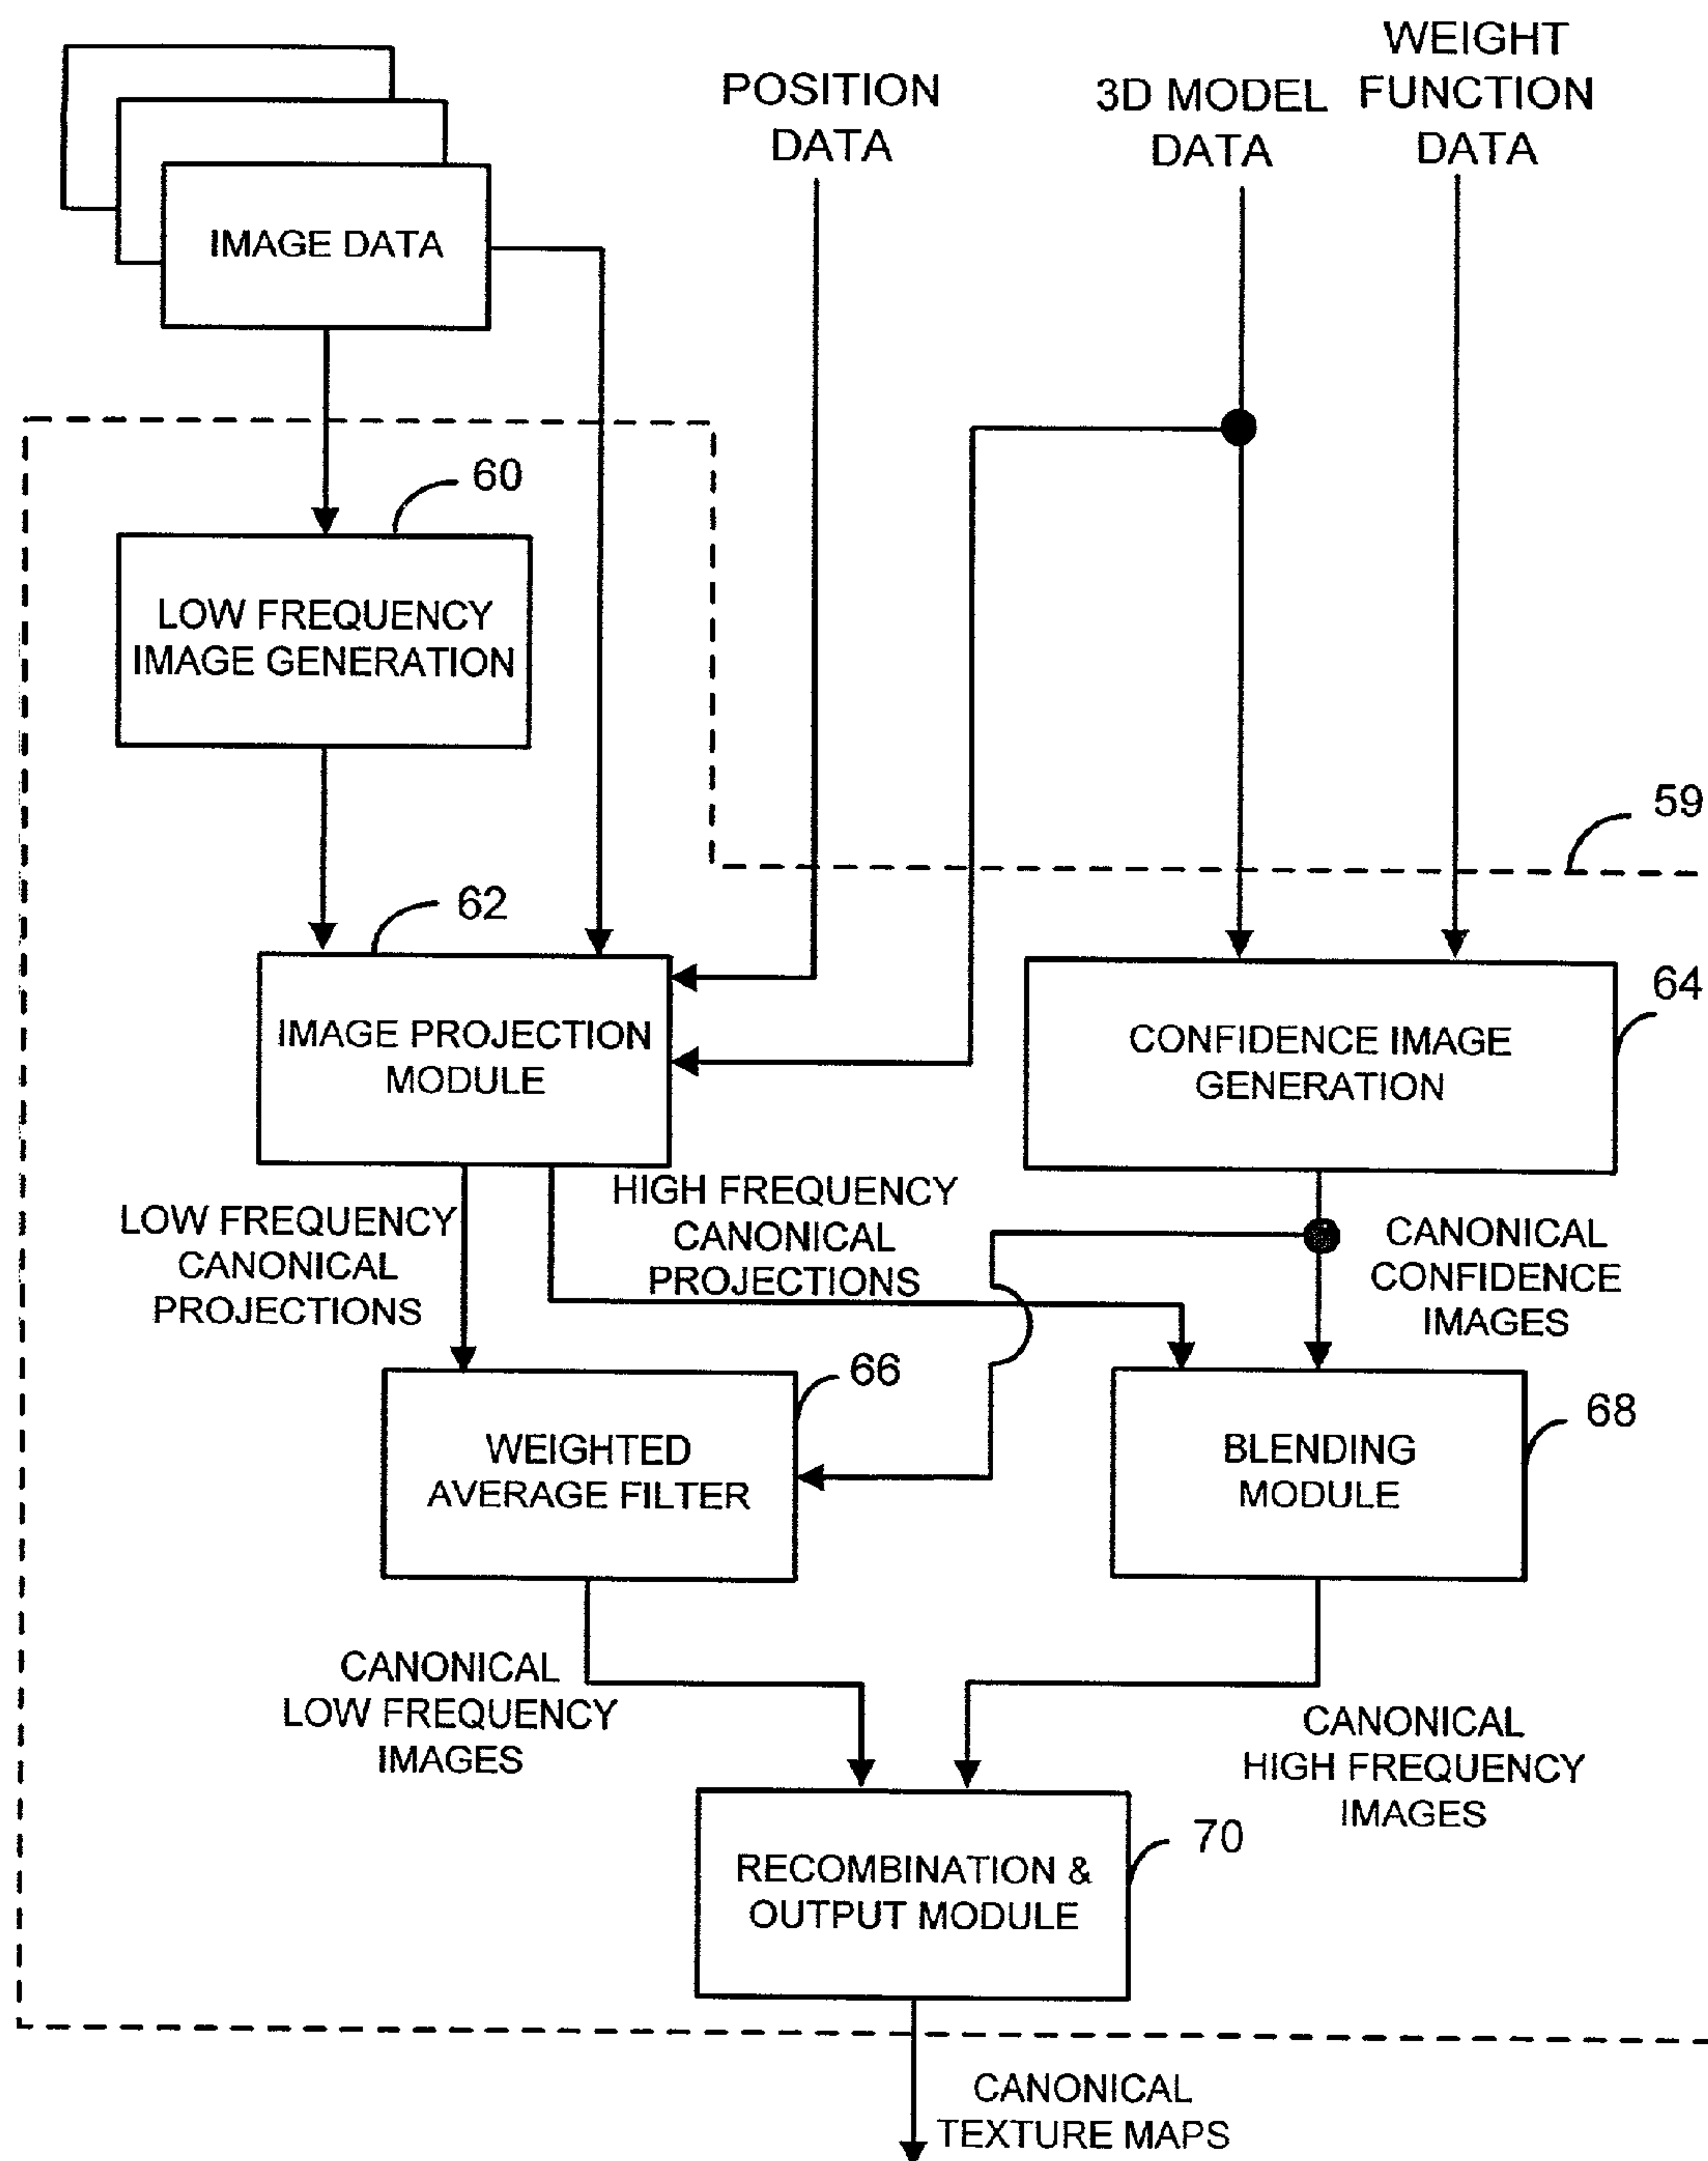 WEIGHT
FUNCTION
DATA
POSITION
DATA
3D MODEL
DATA
IMAGE DATA
60
LOW FREQUENCY
IMAGE GENERATION
59
62
IMAGE PROJECTION
MODULE
64
CONFIDENCE IMAGE
GENERATION
LOW FREQUENCY
CANONICAL
PROJECTIONS
HIGH FREQUENCY
CANONICAL
PROJECTIONS
CANONICAL
CONFIDENCE
IMAGES
66
WEIGHTED
AVERAGE FILTER
68
BLENDING
MODULE
CANONICAL
LOW FREQUENCY
IMAGES
CANONICAL
HIGH FREQUENCY
IMAGES
70
RECOMBINATION &
OUTPUT MODULE
CANONICAL
TEXTURE MAPS